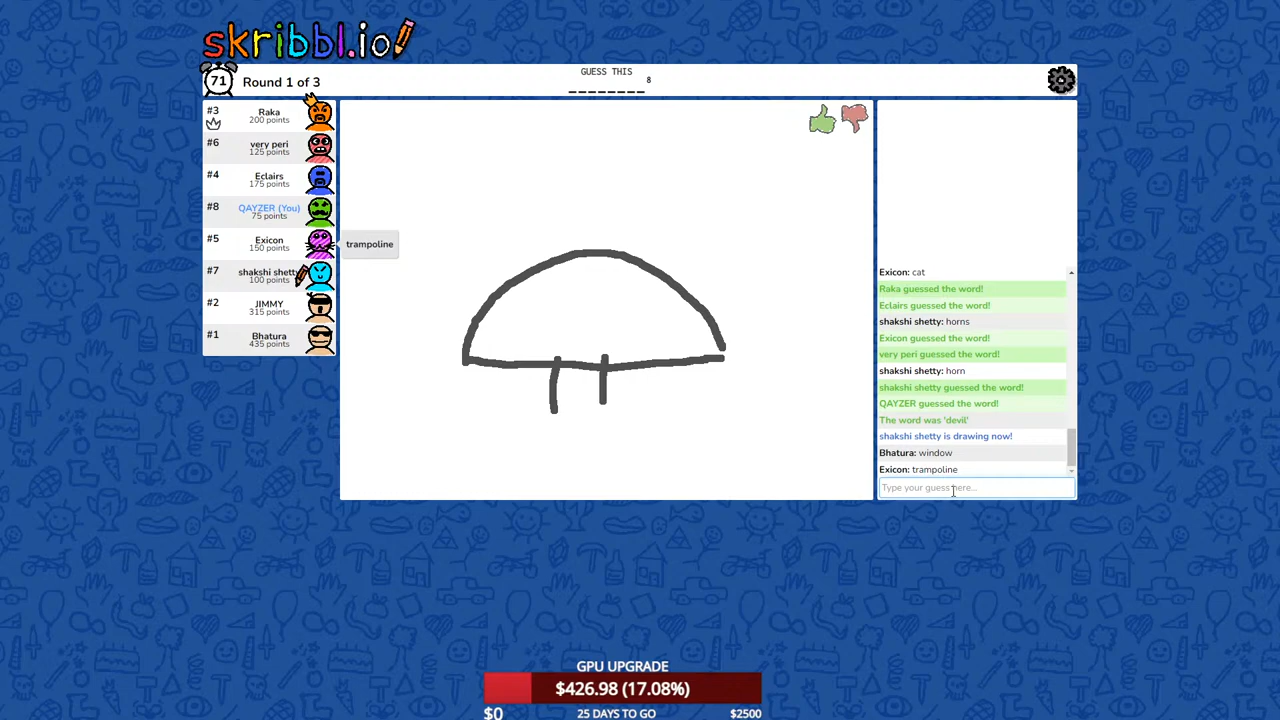 skribbl.io
71
Round 1 of 3
GUESS THIS
________ 8
#3
Raka
200 points
#6
very peri
125 points
#4
Eclairs
175 points
#8
QAYZER (You)
75 points
#5
Exicon
150 points
trampoline
#7
shakshi shetty
100 points
#2
JIMMY
315 points
#1
Bhatura
435 points
Exicon: cat
Raka guessed the word!
Eclairs guessed the word!
shakshi shetty: horns
Exicon guessed the word!
very peri guessed the word!
shakshi shetty: horn
shakshi shetty guessed the word!
QAYZER guessed the word!
The word was 'devil'
shakshi shetty is drawing now!
Bhatura: window
Exicon: trampoline
Type your guess here...
GPU UPGRADE
$426.98 (17.08%)
$0 25 DAYS TO GO $2500